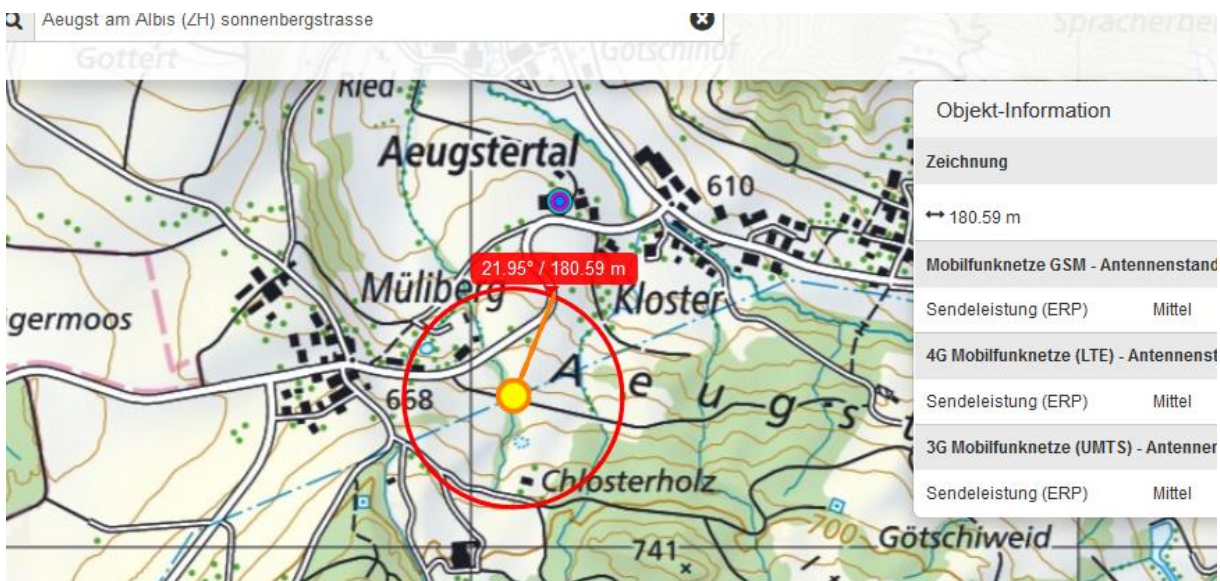 Aeugst am Albis (ZH) sonnenbergstrasse
Gottert
Götschihof
Ried
Aeugstertal
610
21.95° / 180.59 m
Müliberg
Kloster
germoos
668
A e u g s t
Chlosterholz
700
741
Götschiweid
Objekt-Information
Zeichnung
180.59 m
Mobilfunknetze GSM - Antennenstand
Sendeleistung (ERP) Mittel
4G Mobilfunknetze (LTE) - Antennenst
Sendeleistung (ERP) Mittel
3G Mobilfunknetze (UMTS) - Antenner
Sendeleistung (ERP) Mittel